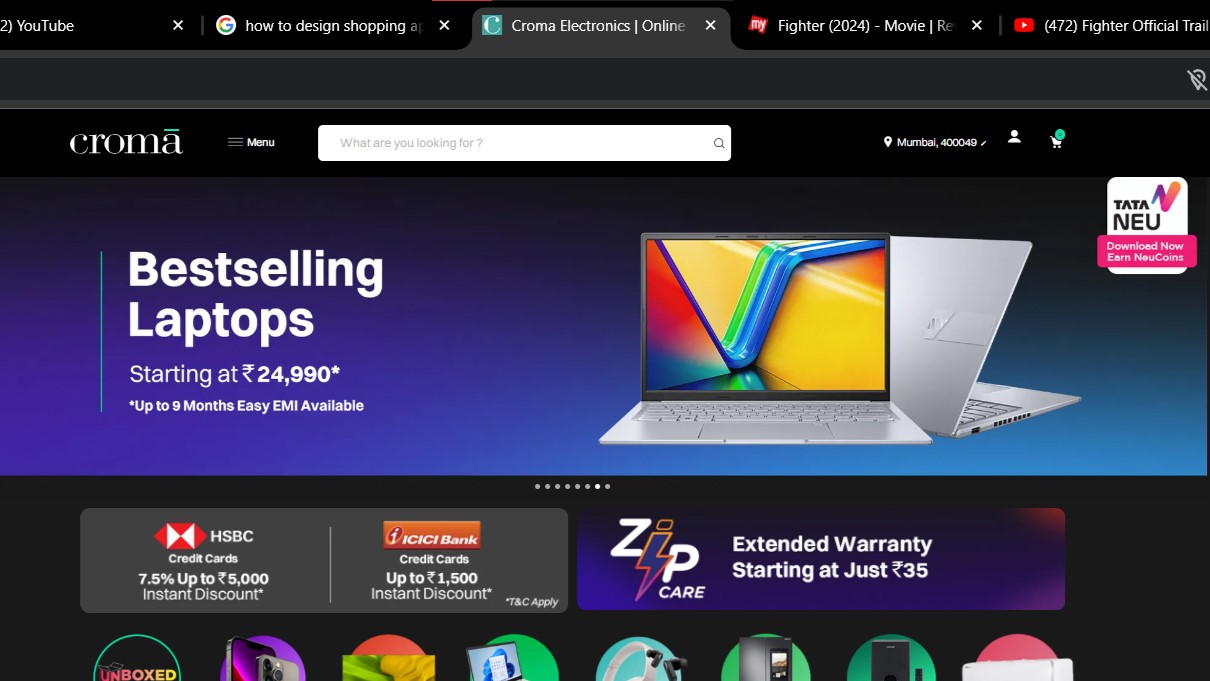 2) YouTube
how to design shopping ap
Croma Electronics | Online
my
Fighter (2024) - Movie | Re
(472) Fighter Official Trail
cromā
Menu
What are you looking for ?
Mumbai, 400049
TATA
NEU
Download Now
Earn NeuCoins
Bestselling
Laptops
Starting at ₹24,990*
*Up to 9 Months Easy EMI Available
HSBC
Credit Cards
7.5% Up to ₹5,000
Instant Discount*
ICICI Bank
Credit Cards
Up to ₹1,500
Instant Discount*
*T&C Apply
ZiP
CARE
Extended Warranty
Starting at Just ₹35
UNBOXED